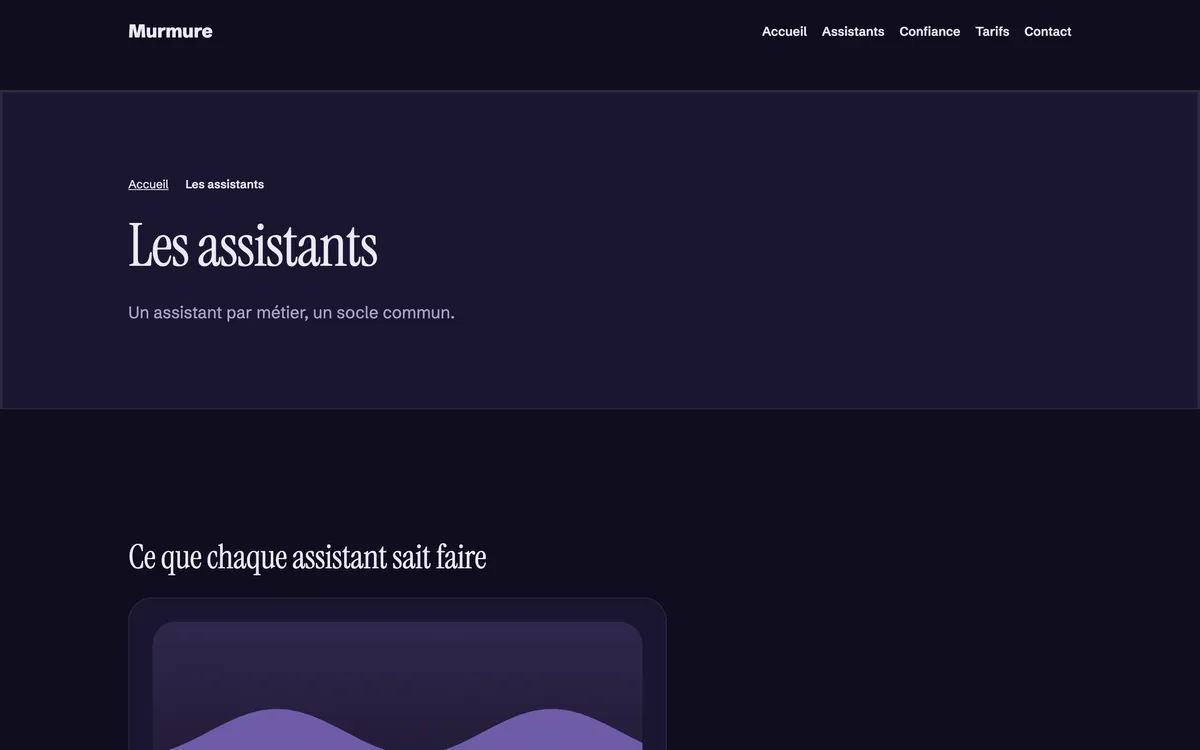 Murmure
Accueil Assistants Confiance Tarifs Contact
Accueil Les assistants
Les assistants
Un assistant par métier, un socle commun.
Ce que chaque assistant sait faire